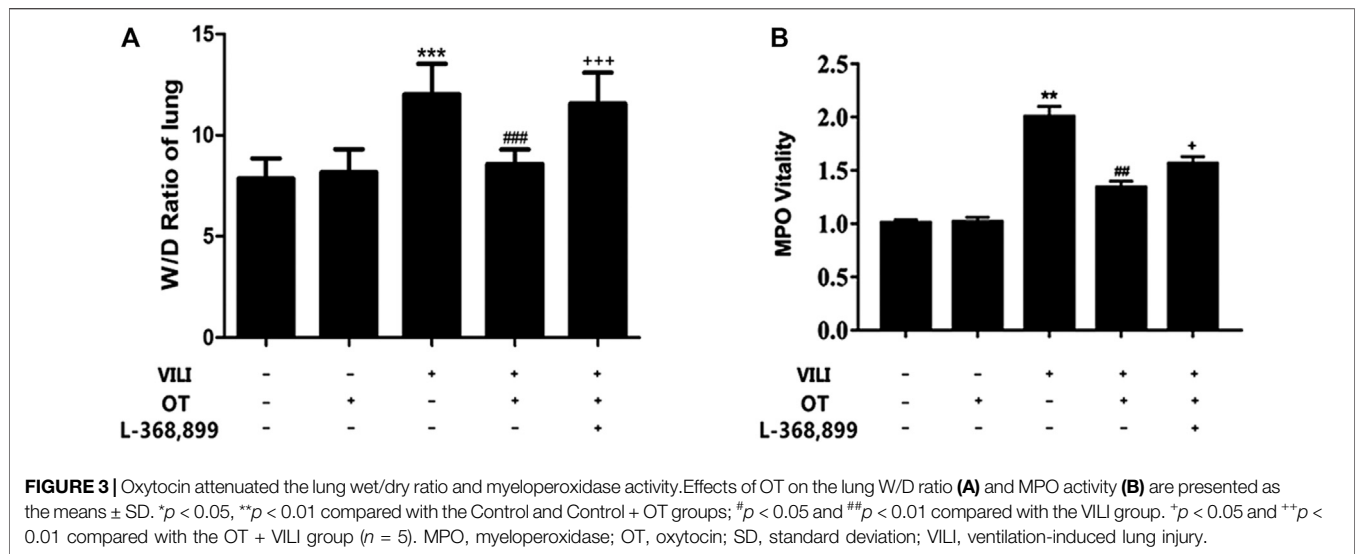 A
W/D Ratio of lung
15
10
5
0
***
###
+++
VILI - - + + +
OT - + - + +
L-368,899 - - - - +
B
MPO Vitality
2.5
2.0
1.5
1.0
0.5
0.0
**
##
+
VILI - - + + +
OT - + - + +
L-368,899 - - - - +
FIGURE 3 | Oxytocin attenuated the lung wet/dry ratio and myeloperoxidase activity.Effects of OT on the lung W/D ratio (A) and MPO activity (B) are presented as
the means ± SD. *p < 0.05, **p < 0.01 compared with the Control and Control + OT groups; #p < 0.05 and ##p < 0.01 compared with the VILI group. +p < 0.05 and ++p <
0.01 compared with the OT + VILI group (n = 5). MPO, myeloperoxidase; OT, oxytocin; SD, standard deviation; VILI, ventilation-induced lung injury.